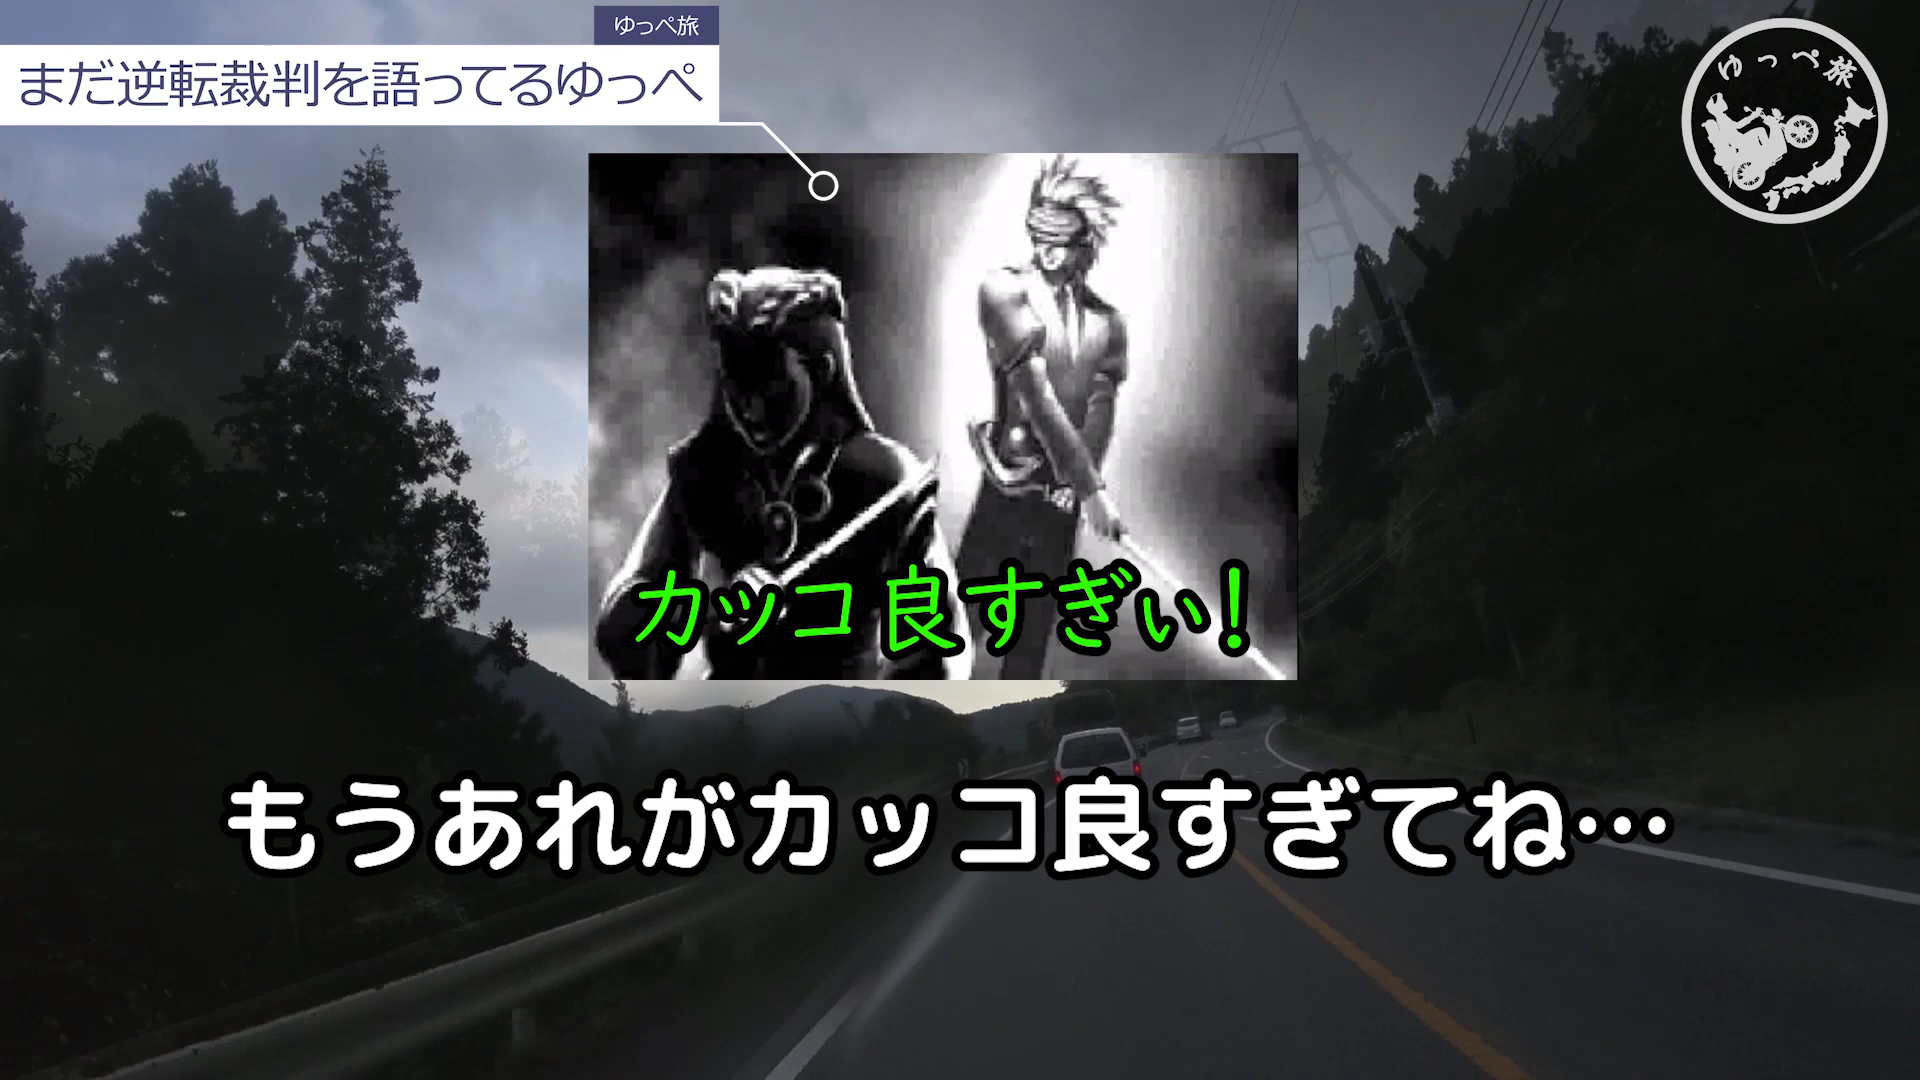 ゆっぺ旅
まだ逆転裁判を語ってるゆっぺ
ゆっぺ旅
カッコ良すぎぃ!
もうあれがカッコ良すぎてね…